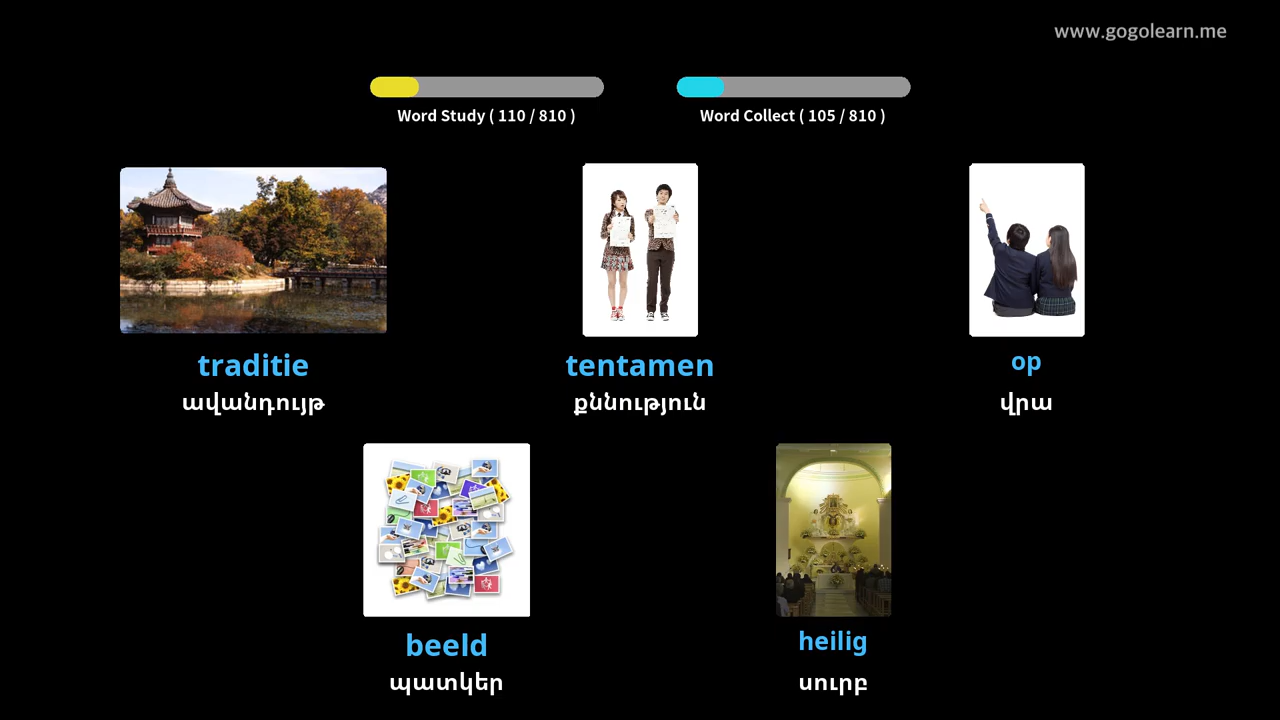 www.gogolearn.me
Word Study ( 110 / 810 )
Word Collect ( 105 / 810 )
traditie
ավանդույթ
tentamen
քննություն
op
վրա
beeld
պատկեր
heilig
սուրբ